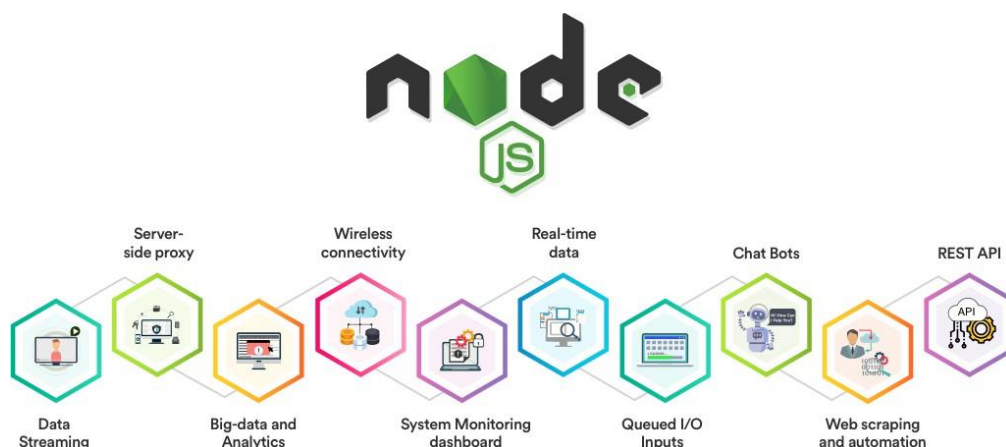 node
JS
Server-
side proxy
Wireless
connectivity
Real-time
data
Chat Bots
REST API
Data
Streaming
Big-data and
Analytics
System Monitoring
dashboard
Queued I/O
Inputs
Web scraping
and automation
API
LOADING...